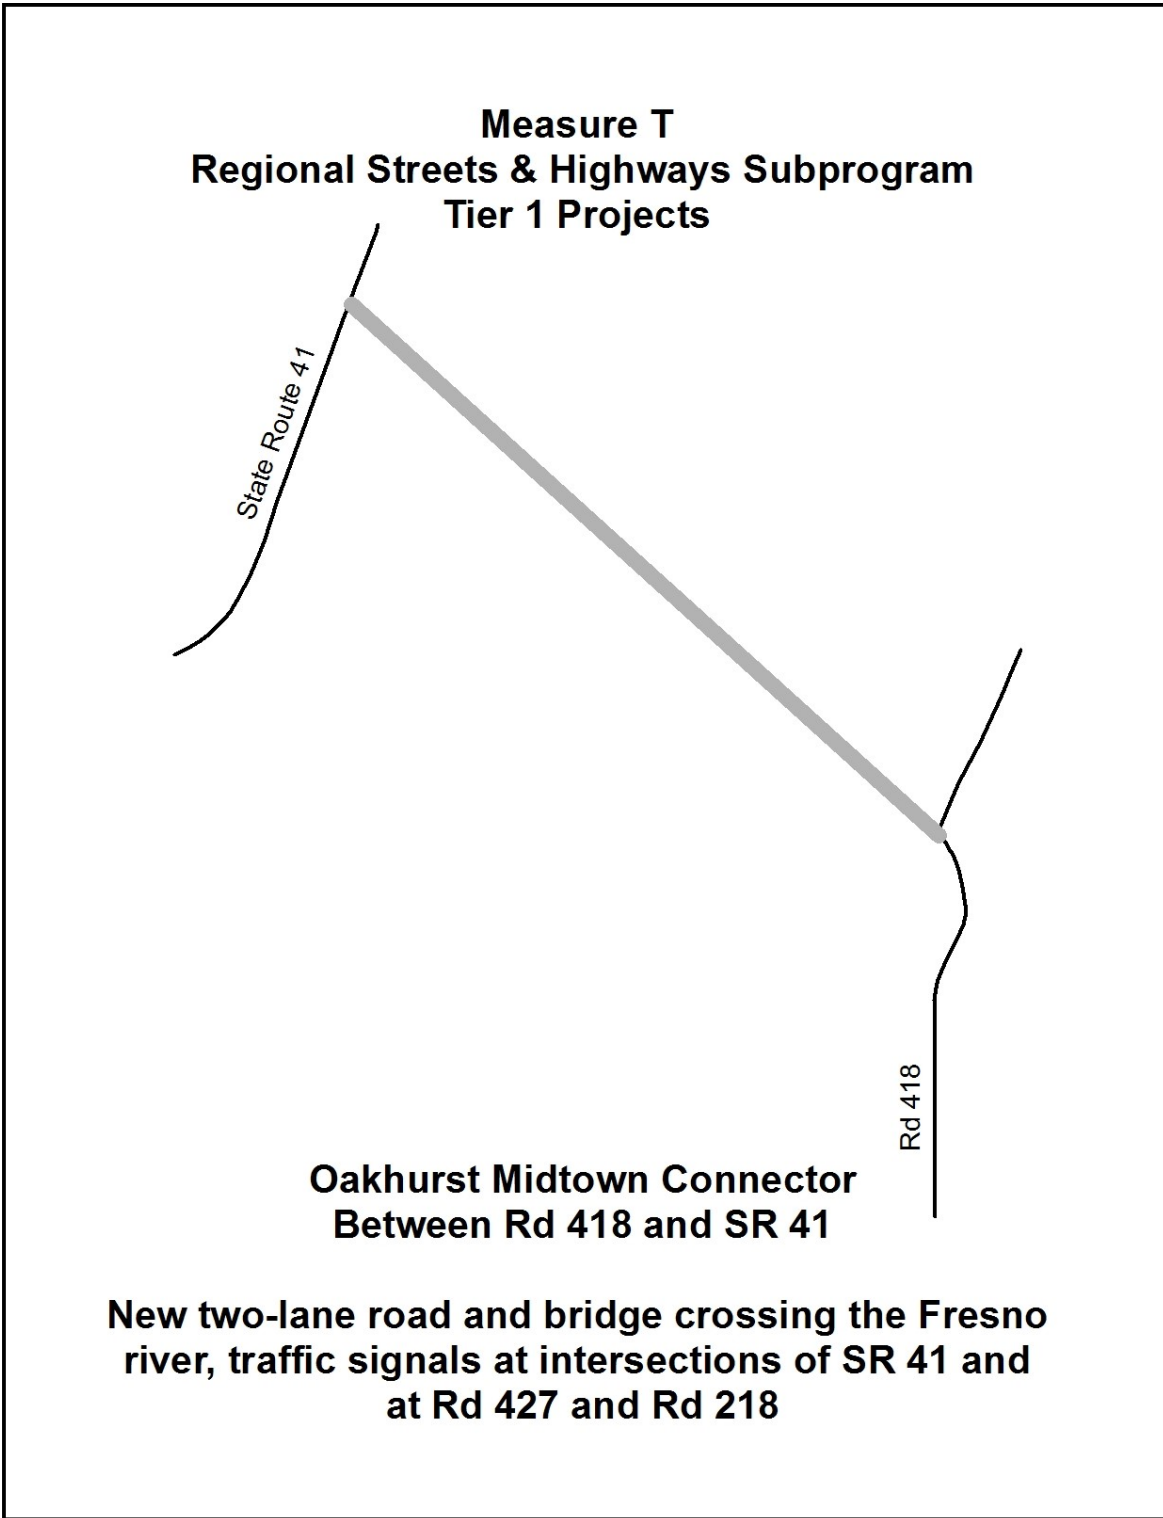 Measure T
Regional Streets & Highways Subprogram
Tier 1 Projects
State Route 41
Rd 418
Oakhurst Midtown Connector
Between Rd 418 and SR 41
New two-lane road and bridge crossing the Fresno
river, traffic signals at intersections of SR 41 and
at Rd 427 and Rd 218